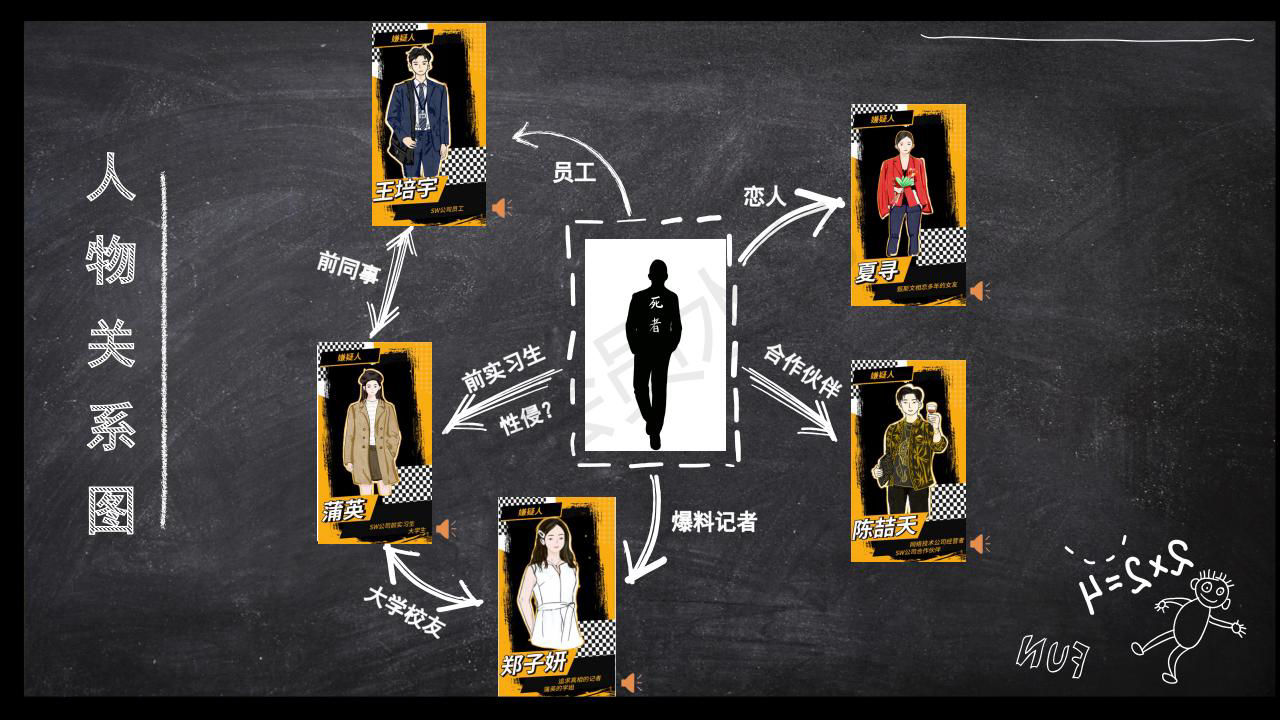 人物关系图
嫌疑人
王培宇
SW公司员工
员工
前同事
恋人
嫌疑人
夏寻
甄斯文相恋多年的女友
死者
前实习生
性侵?
合作伙伴
嫌疑人
蒲英
SW公司前实习生
大学生
嫌疑人
陈喆天
网络技术公司经营者
SW公司合作伙伴
爆料记者
大学校友
嫌疑人
郑子妍
追求真相的记者
蒲英的学姐
2×2=4
FUN